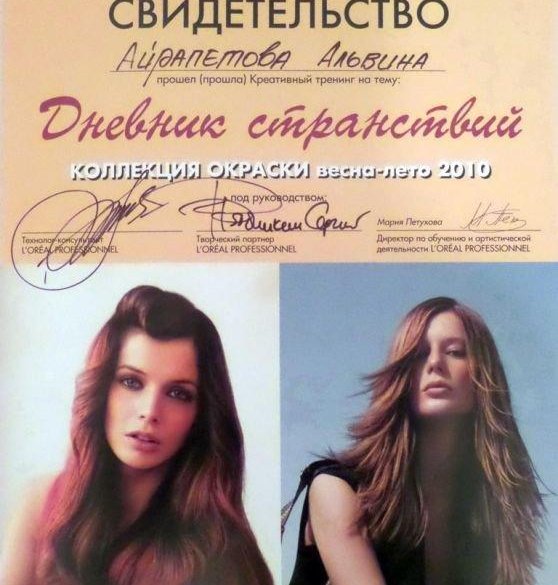 СВИДЕТЕЛЬСТВО
Айрапетова Альвина
прошел (прошла) Креативный тренинг на тему:
Дневник странствий
КОЛЛЕКЦИЯ ОКРАСКИ весна-лето 2010
под руководством:
Мария Петухова
Технолог-консультант Творческий партнер Директор по обучению и артистической
L'ORÉAL PROFESSIONNEL L'ORÉAL PROFESSIONNEL деятельности L'ORÉAL PROFESSIONNEL